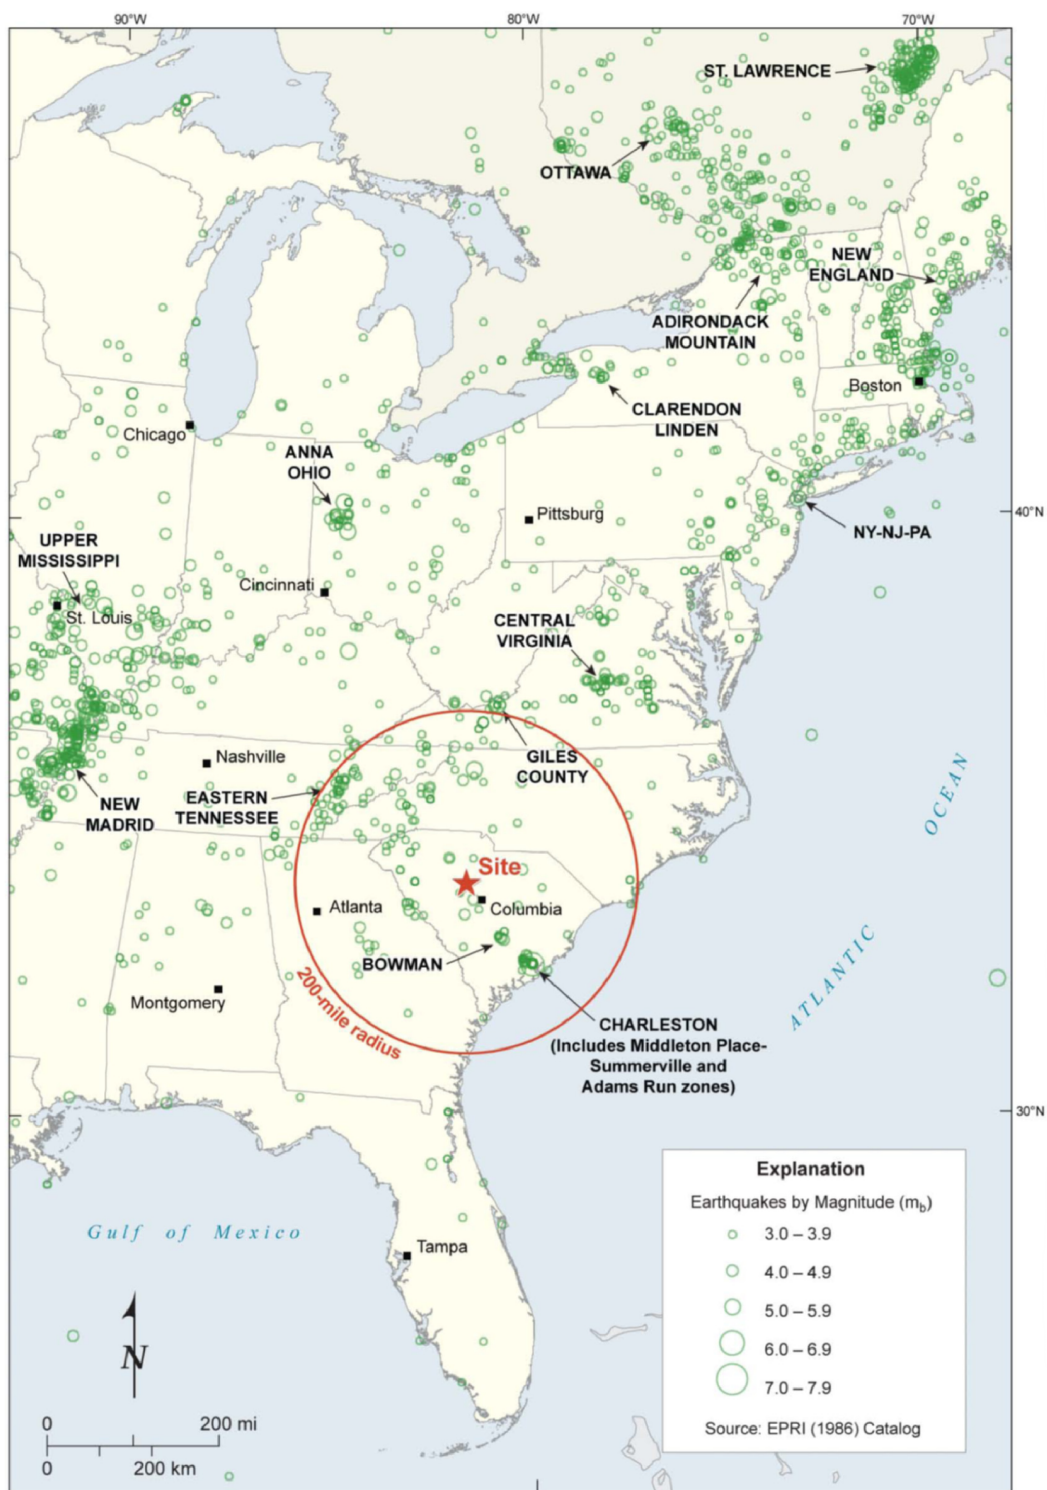 90°W
80°W
70°W
ST. LAWRENCE
OTTAWA
NEW
ENGLAND
ADIRONDACK
MOUNTAIN
Boston
CLARENDON
LINDEN
Chicago
ANNA
OHIO
Pittsburg
40°N
NY-NJ-PA
UPPER
MISSISSIPPI
Cincinnati
St. Louis
CENTRAL
VIRGINIA
GILES
COUNTY
Nashville
EASTERN
TENNESSEE
NEW
MADRID
Site
Atlanta
Columbia
BOWMAN
200-mile radius
Montgomery
CHARLESTON
(Includes Middleton Place-
Summerville and
Adams Run zones)
ATLANTIC
OCEAN
30°N
Gulf of Mexico
Tampa
N
0 200 mi
0 200 km
Explanation
Earthquakes by Magnitude (mb)
3.0 – 3.9
4.0 – 4.9
5.0 – 5.9
6.0 – 6.9
7.0 – 7.9
Source: EPRI (1986) Catalog